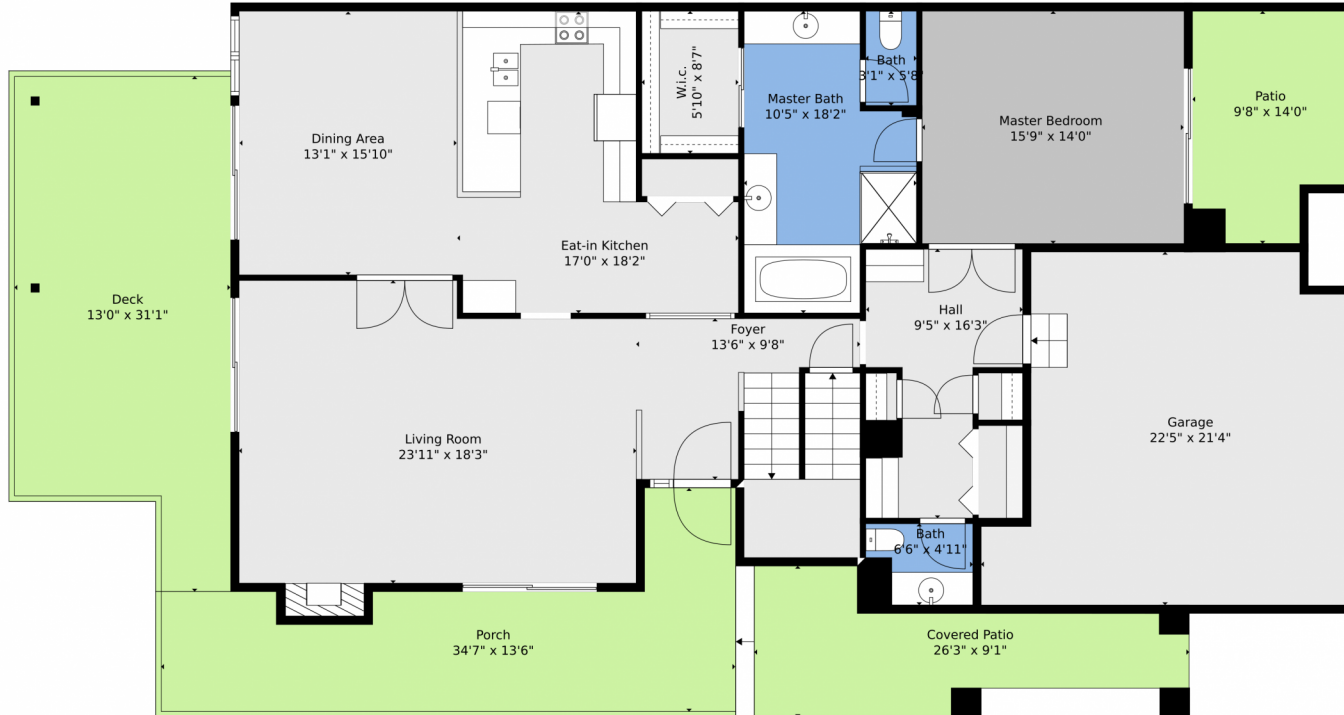 Dining Area
13'1" x 15'10"
W.i.c.
5'10" x 8'7"
Master Bath
10'5" x 18'2"
Bath
3'1" x 5'8"
Master Bedroom
15'9" x 14'0"
Patio
9'8" x 14'0"
Eat-in Kitchen
17'0" x 18'2"
Deck
13'0" x 31'1"
Foyer
13'6" x 9'8"
Hall
9'5" x 16'3"
Living Room
23'11" x 18'3"
Garage
22'5" x 21'4"
Bath
6'6" x 4'11"
Porch
34'7" x 13'6"
Covered Patio
26'3" x 9'1"